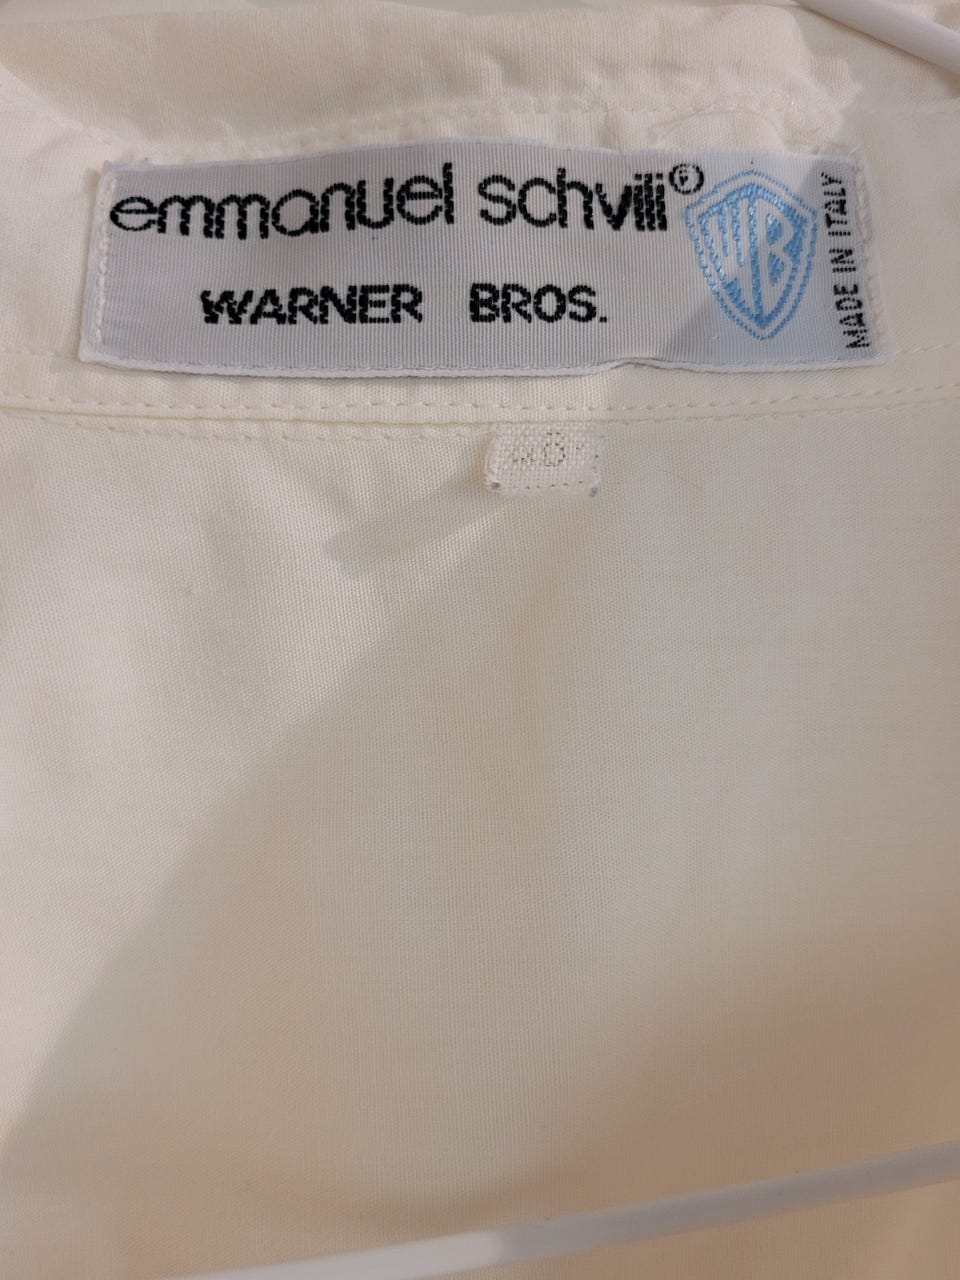 emmanuel schvili®
WARNER BROS.
WB
MADE IN ITALY